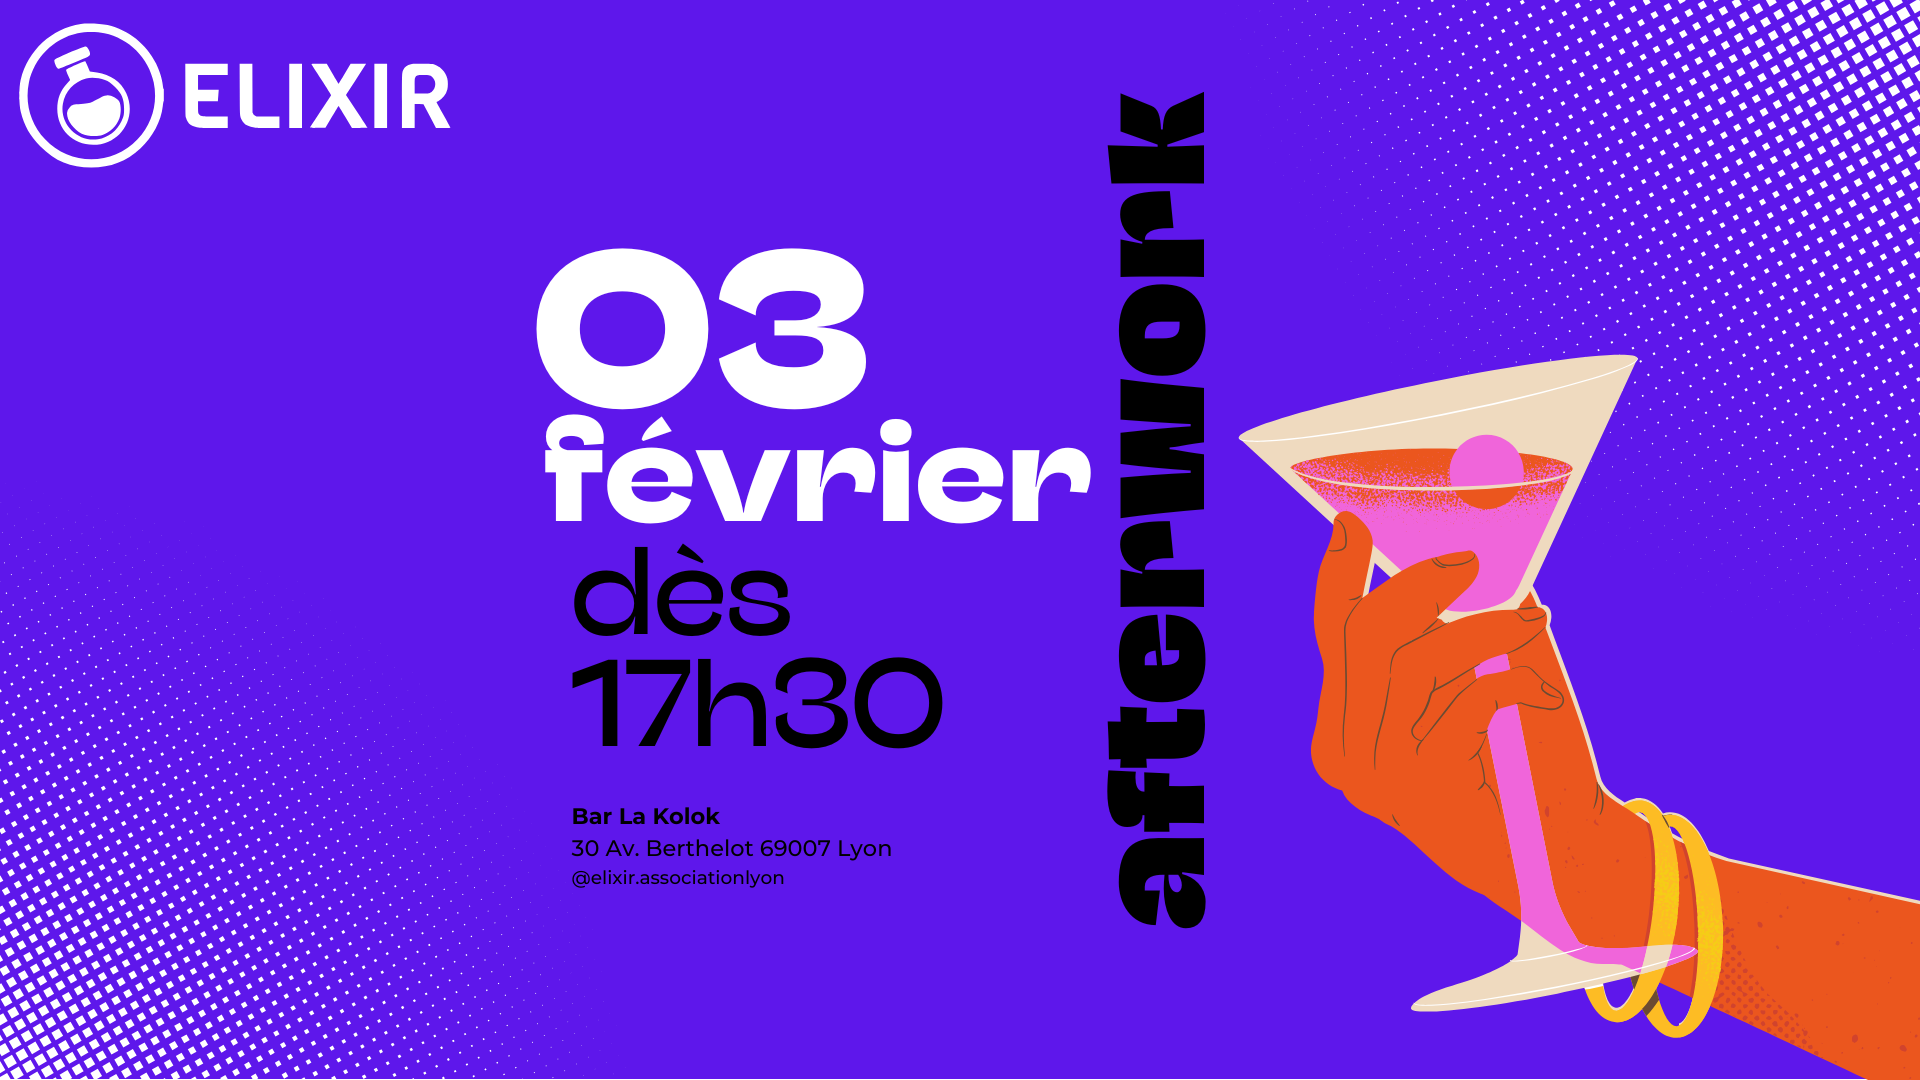 ELIXIR
03
février
dès
17h30
afterwork
Bar La Kolok
30 Av. Berthelot 69007 Lyon
@elixir.associationlyon